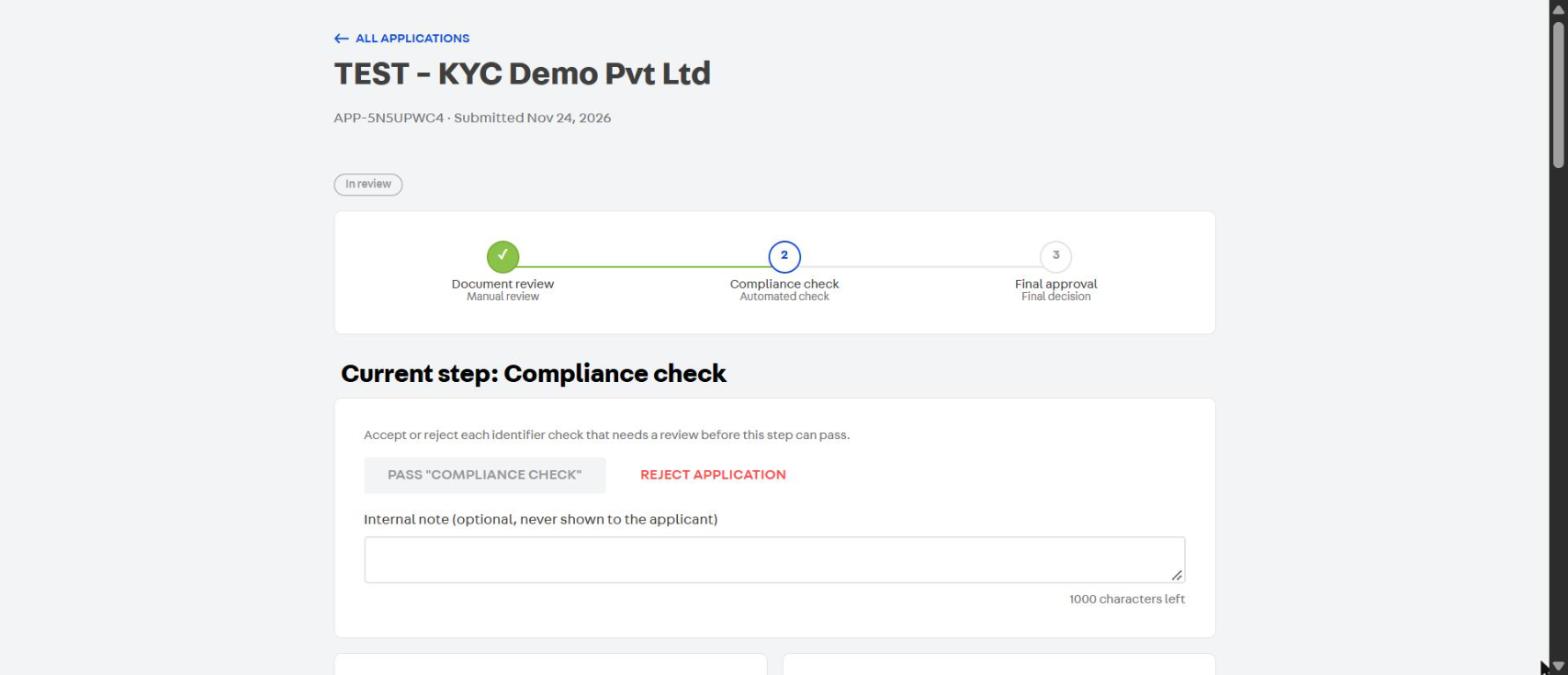 ← ALL APPLICATIONS
TEST – KYC Demo Pvt Ltd
APP-5N5UPWC4 · Submitted Nov 24, 2026
In review
✓ 2 3
Document review Compliance check Final approval
Manual review Automated check Final decision
Current step: Compliance check
Accept or reject each identifier check that needs a review before this step can pass.
PASS "COMPLIANCE CHECK" REJECT APPLICATION
Internal note (optional, never shown to the applicant)
1000 characters left